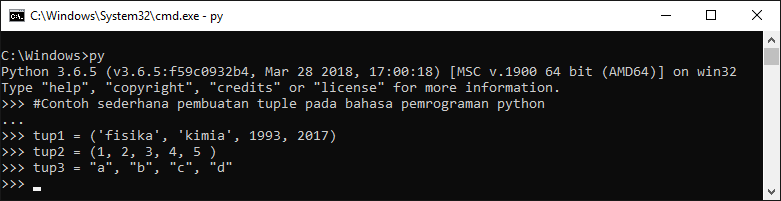 C:\Windows\System32\cmd.exe - py
C:\Windows>py
Python 3.6.5 (v3.6.5:f59c0932b4, Mar 28 2018, 17:00:18) [MSC v.1900 64 bit (AMD64)] on win32
Type "help", "copyright", "credits" or "license" for more information.
>>> #Contoh sederhana pembuatan tuple pada bahasa pemrograman python
...
>>> tup1 = ('fisika', 'kimia', 1993, 2017)
>>> tup2 = (1, 2, 3, 4, 5 )
>>> tup3 = "a", "b", "c", "d"
>>>